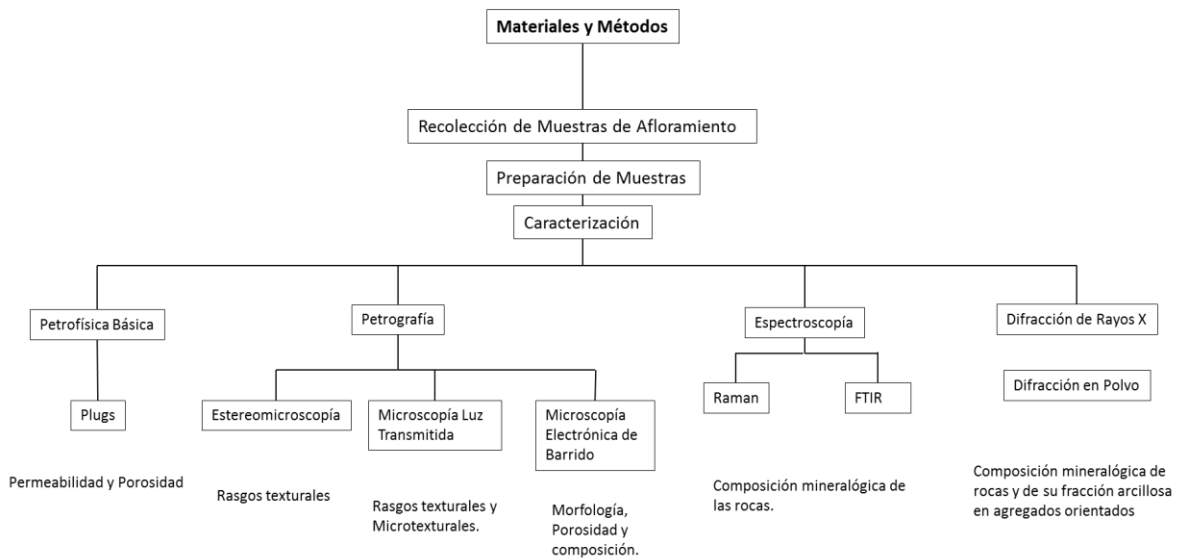 Materiales y Métodos
Recolección de Muestras de Afloramiento
Preparación de Muestras
Caracterización
Petrofísica Básica
Petrografía
Espectroscopía
Difracción de Rayos X
Plugs
Estereomicroscopía
Microscopía Luz
Transmitida
Microscopía
Electrónica de
Barrido
Raman
FTIR
Difracción en Polvo
Permeabilidad y Porosidad
Rasgos texturales
Rasgos texturales y
Microtexturales.
Morfología,
Porosidad y
composición.
Composición mineralógica de
las rocas.
Composición mineralógica de
rocas y de su fracción arcillosa
en agregados orientados